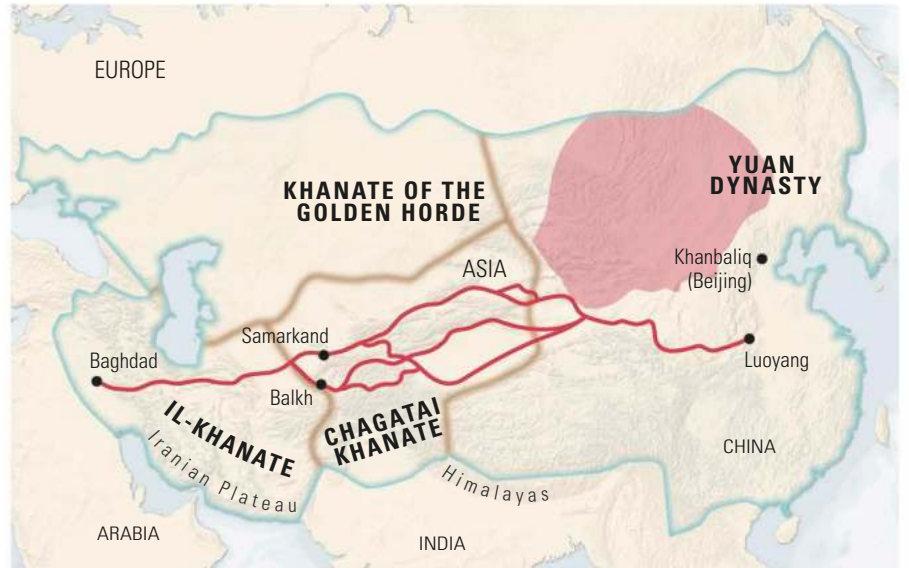 EUROPE
YUAN
DYNASTY
KHANATE OF THE
GOLDEN HORDE
Khanbaliq
(Beijing)
ASIA
Samarkand
Baghdad
Luoyang
Balkh
IL-KHANATE
CHAGATAI
KHANATE
Iranian Plateau
CHINA
Himalayas
ARABIA
INDIA